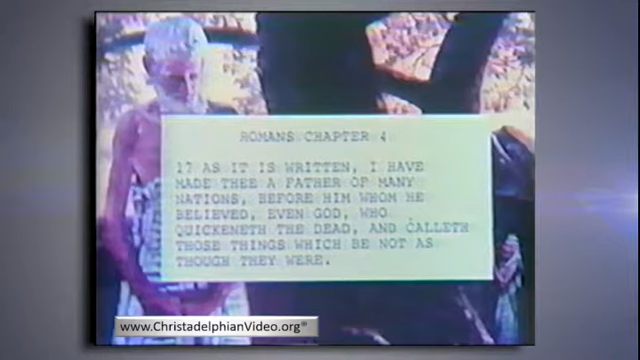 ROMANS CHAPTER 4
17 AS IT IS WRITTEN, I HAVE
MADE THEE A FATHER OF MANY
NATIONS, BEFORE HIM WHOM HE
BELIEVED, EVEN GOD, WHO
QUICKENETH THE DEAD, AND CALLETH
THOSE THINGS WHICH BE NOT AS
THOUGH THEY WERE.
www.ChristadelphianVideo.org®